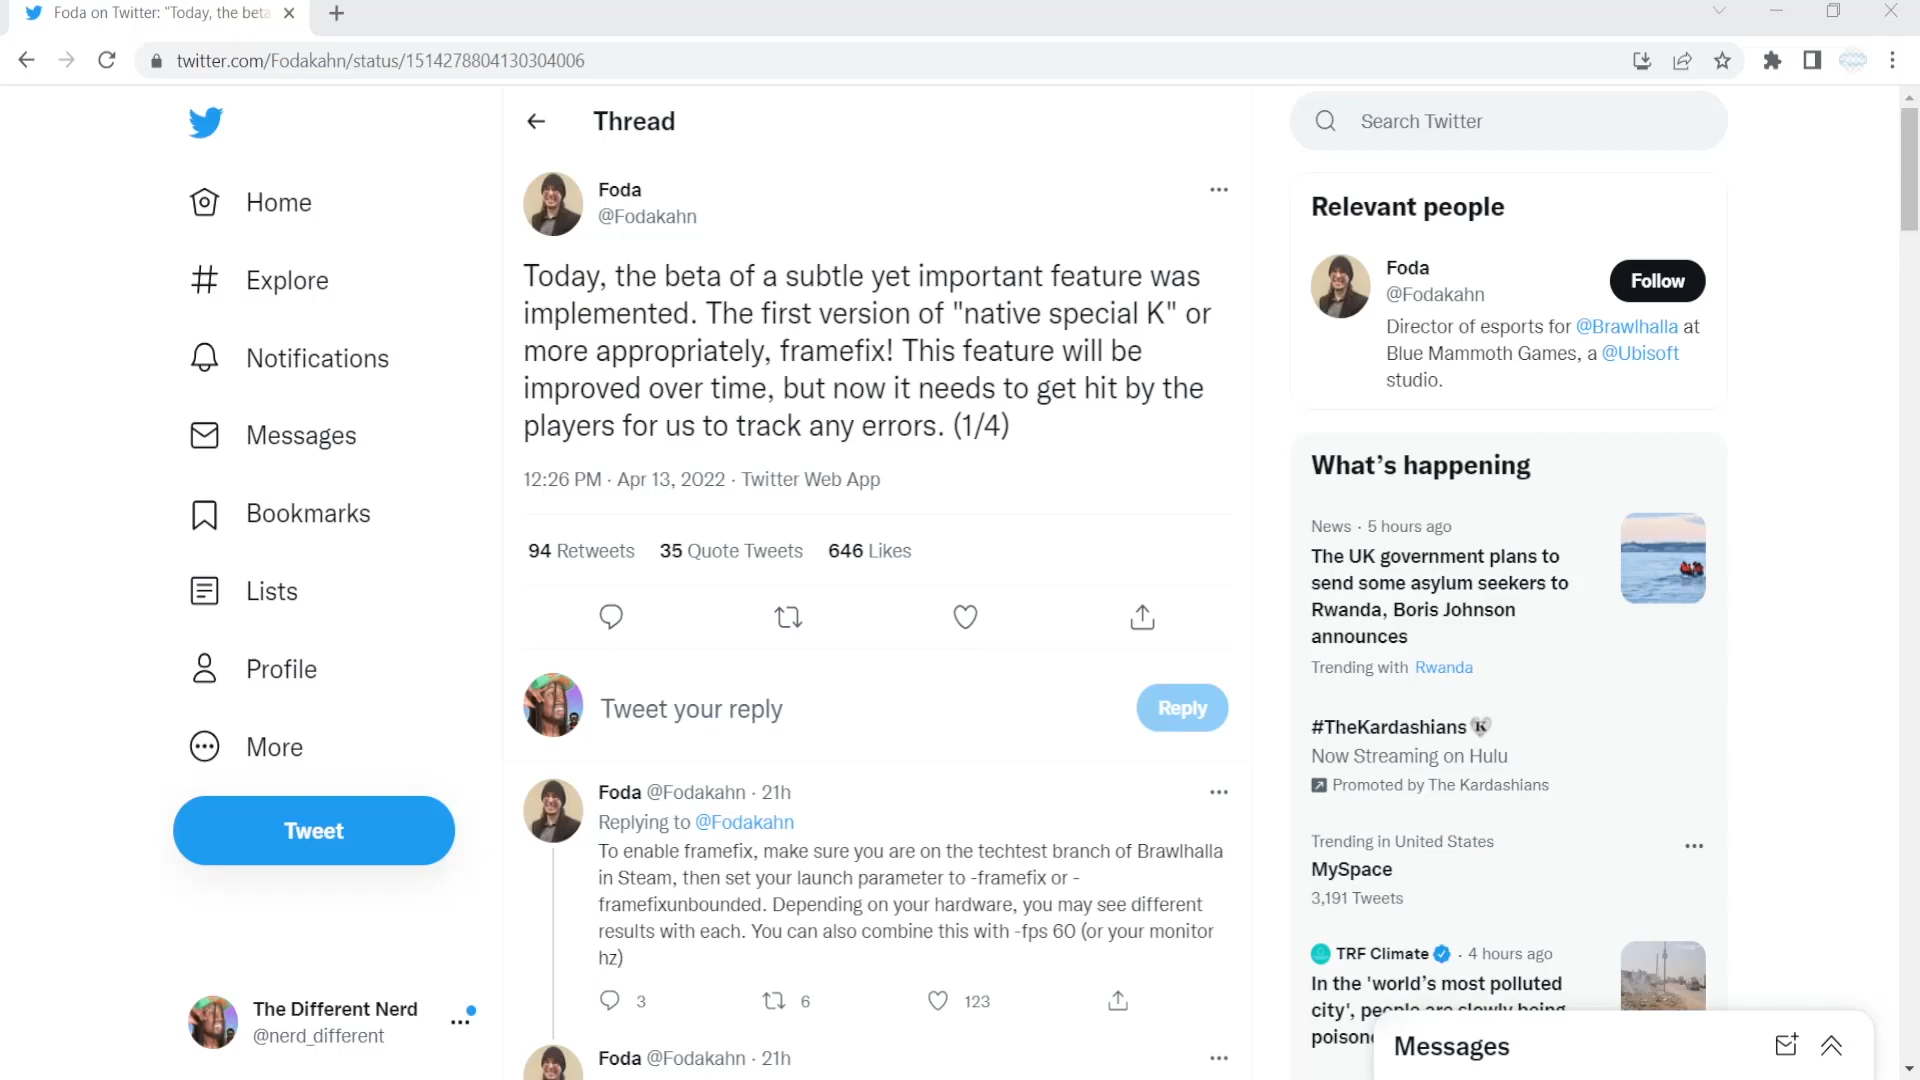 Foda on Twitter: "Today, the beta
twitter.com/Fodakahn/status/1514278804130304006
Home
Explore
Notifications
Messages
Bookmarks
Lists
Profile
More
Tweet
The Different Nerd
@nerd_different
Thread
Foda
@Fodakahn
Today, the beta of a subtle yet important feature was
implemented. The first version of "native special K" or
more appropriately, framefix! This feature will be
improved over time, but now it needs to get hit by the
players for us to track any errors. (1/4)
12:26 PM · Apr 13, 2022 · Twitter Web App
94 Retweets 35 Quote Tweets 646 Likes
Tweet your reply
Reply
Foda @Fodakahn · 21h
Replying to @Fodakahn
To enable framefix, make sure you are on the techtest branch of Brawlhalla
in Steam, then set your launch parameter to -framefix or -
framefixunbounded. Depending on your hardware, you may see different
results with each. You can also combine this with -fps 60 (or your monitor
hz)
3 6 123
Foda @Fodakahn · 21h
Search Twitter
Relevant people
Foda
@Fodakahn
Follow
Director of esports for @Brawlhalla at
Blue Mammoth Games, a @Ubisoft
studio.
What's happening
News · 5 hours ago
The UK government plans to
send some asylum seekers to
Rwanda, Boris Johnson
announces
Trending with Rwanda
#TheKardashians K
Now Streaming on Hulu
Promoted by The Kardashians
Trending in United States
MySpace
3,191 Tweets
TRF Climate · 4 hours ago
In the 'world's most polluted
city', people are slowly being
Messages